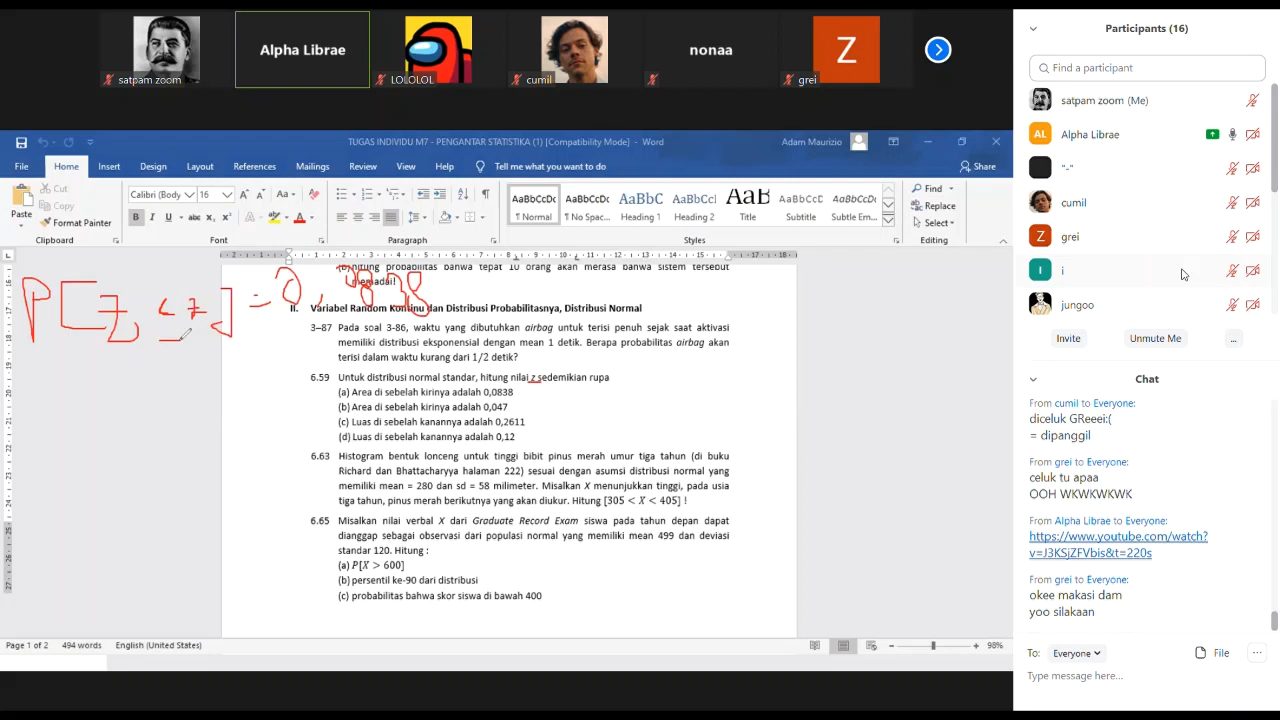 satpam zoom
Alpha Librae
LOLOLOL
cumil
nonaa
Z
grei
Participants (16)
Find a participant
satpam zoom (Me)
AL Alpha Librae
"-"
cumil
Z grei
I i
jungoo
Invite Unmute Me ...
TUGAS INDIVIDU M7 - PENGANTAR STATISTIKA (1) [Compatibility Mode] - Word
Adam Maurizio
File Home Insert Design Layout References Mailings Review View Help Tell me what you want to do Share
Paste
Cut
Copy
Format Painter
Clipboard
Calibri (Body) 16
Font
Paragraph
AaBbCcDc AaBbCcDc AaBbC AaBbCcl AaB AaBbCcD AaBbCcDc
¶ Normal ¶ No Spac... Heading 1 Heading 2 Title Subtitle Subtle Em...
Styles
Find
Replace
Select
Editing
(b) hitung probabilitas bahwa tepat 10 orang akan merasa bahwa sistem tersebut
memadai!
II. Variabel Random Kontinu dan Distribusi Probabilitasnya, Distribusi Normal
3–87 Pada soal 3-86, waktu yang dibutuhkan airbag untuk terisi penuh sejak saat aktivasi
memiliki distribusi eksponensial dengan mean 1 detik. Berapa probabilitas airbag akan
terisi dalam waktu kurang dari 1/2 detik?
6.59 Untuk distribusi normal standar, hitung nilai z sedemikian rupa
(a) Area di sebelah kirinya adalah 0,0838
(b) Area di sebelah kirinya adalah 0,047
(c) Luas di sebelah kanannya adalah 0,2611
(d) Luas di sebelah kanannya adalah 0,12
6.63 Histogram bentuk lonceng untuk tinggi bibit pinus merah umur tiga tahun (di buku
Richard dan Bhattacharyya halaman 222) sesuai dengan asumsi distribusi normal yang
memiliki mean = 280 dan sd = 58 milimeter. Misalkan X menunjukkan tinggi, pada usia
tiga tahun, pinus merah berikutnya yang akan diukur. Hitung [305 < X < 405] !
6.65 Misalkan nilai verbal X dari Graduate Record Exam siswa pada tahun depan dapat
dianggap sebagai observasi dari populasi normal yang memiliki mean 499 dan deviasi
standar 120. Hitung :
(a) P[X > 600]
(b) persentil ke-90 dari distribusi
(c) probabilitas bahwa skor siswa di bawah 400
Page 1 of 2 494 words English (United States) 98%
Chat
From cumil to Everyone:
diceluk GReeei:(
= dipanggil
From grei to Everyone:
celuk tu apaa
OOH WKWKWKWK
From Alpha Librae to Everyone:
https://www.youtube.com/watch?
v=J3KSjZFVbis&t=220s
From grei to Everyone:
okee makasi dam
yoo silakaan
To: Everyone File ...
Type message here...